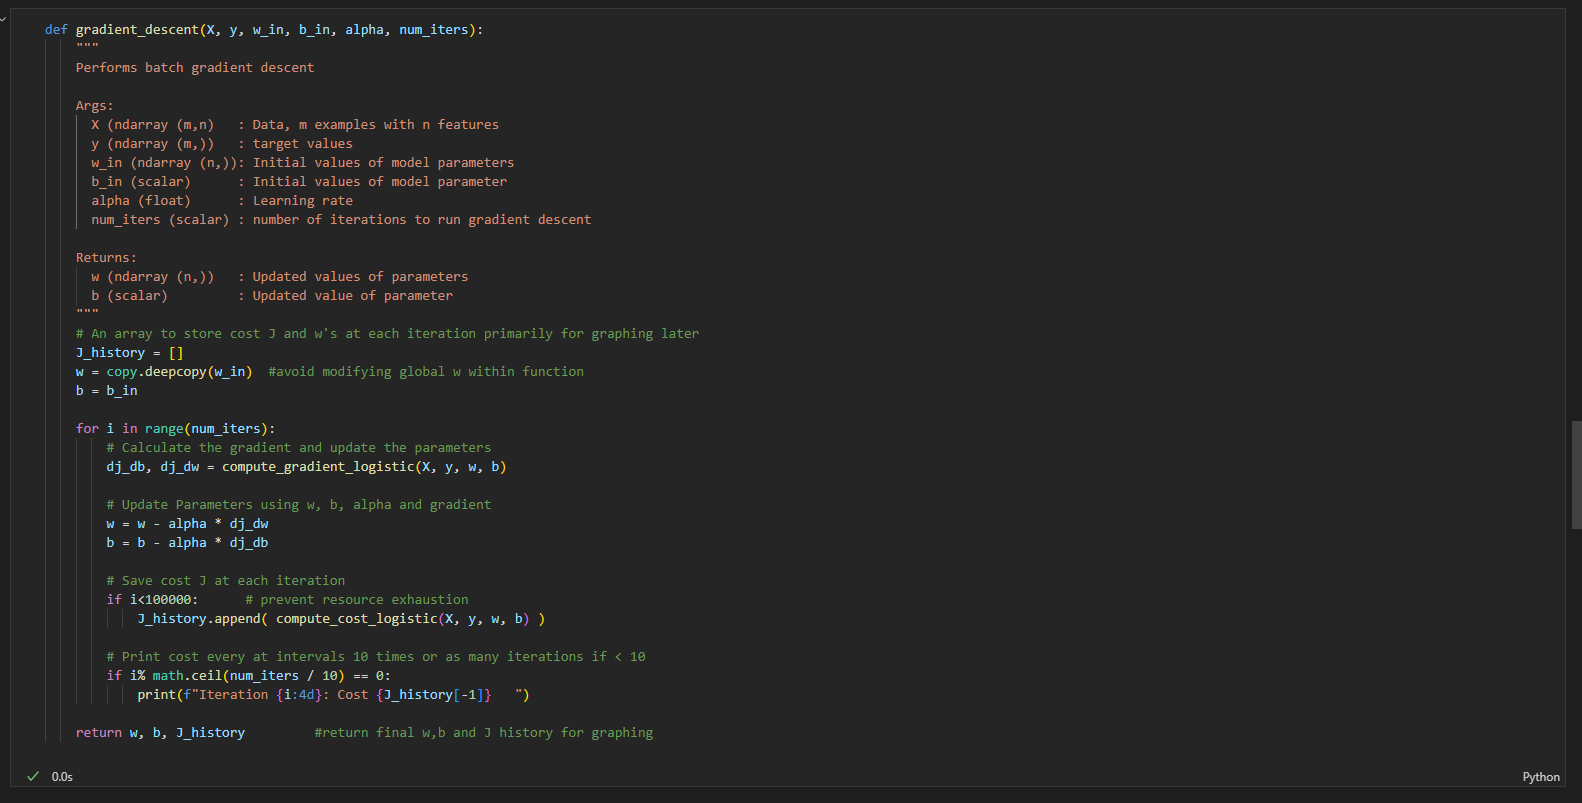 def gradient_descent(X, y, w_in, b_in, alpha, num_iters):
"""
Performs batch gradient descent
Args:
X (ndarray (m,n)   : Data, m examples with n features
y (ndarray (m,))   : target values
w_in (ndarray (n,)): Initial values of model parameters
b_in (scalar)      : Initial values of model parameter
alpha (float)      : Learning rate
num_iters (scalar) : number of iterations to run gradient descent
Returns:
w (ndarray (n,))   : Updated values of parameters
b (scalar)         : Updated value of parameter
"""
# An array to store cost J and w's at each iteration primarily for graphing later
J_history = []
w = copy.deepcopy(w_in)  #avoid modifying global w within function
b = b_in
for i in range(num_iters):
# Calculate the gradient and update the parameters
dj_db, dj_dw = compute_gradient_logistic(X, y, w, b)
# Update Parameters using w, b, alpha and gradient
w = w - alpha * dj_dw
b = b - alpha * dj_db
# Save cost J at each iteration
if i<100000:      # prevent resource exhaustion
J_history.append( compute_cost_logistic(X, y, w, b) )
# Print cost every at intervals 10 times or as many iterations if < 10
if i% math.ceil(num_iters / 10) == 0:
print(f"Iteration {i:4d}: Cost {J_history[-1]}   ")
return w, b, J_history         #return final w,b and J history for graphing
0.0s
Python